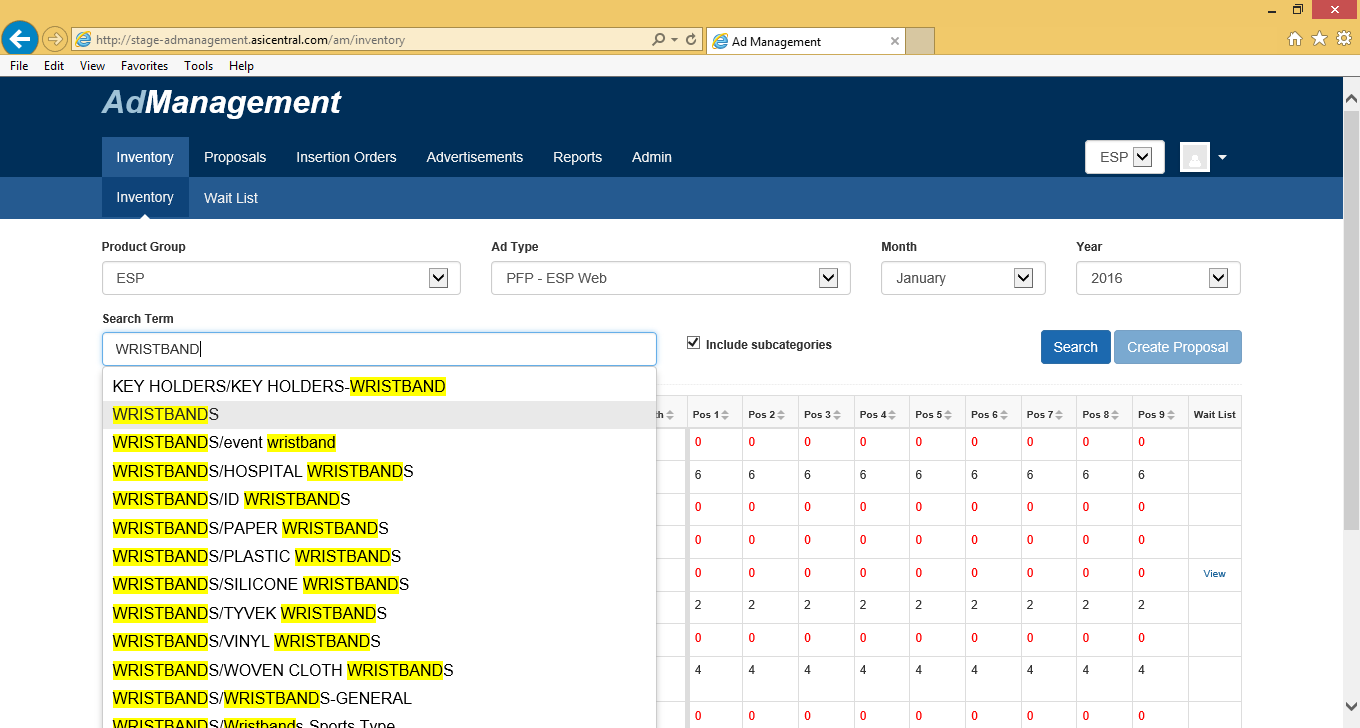 http://stage-admanagement.asicentral.com/am/inventory
Ad Management
File Edit View Favorites Tools Help
AdManagement
Inventory Proposals Insertion Orders Advertisements Reports Admin ESP
Inventory Wait List
Product Group Ad Type Month Year
ESP PFP - ESP Web January 2016
Search Term
WRISTBAND Include subcategories Search Create Proposal
KEY HOLDERS/KEY HOLDERS-WRISTBAND
WRISTBANDS th Pos 1 Pos 2 Pos 3 Pos 4 Pos 5 Pos 6 Pos 7 Pos 8 Pos 9 Wait List
WRISTBANDS/event wristband 0 0 0 0 0 0 0 0 0
WRISTBANDS/HOSPITAL WRISTBANDS 6 6 6 6 6 6 6 6 6
WRISTBANDS/ID WRISTBANDS 0 0 0 0 0 0 0 0 0
WRISTBANDS/PAPER WRISTBANDS 0 0 0 0 0 0 0 0 0
WRISTBANDS/PLASTIC WRISTBANDS
WRISTBANDS/SILICONE WRISTBANDS 0 0 0 0 0 0 0 0 0 View
WRISTBANDS/TYVEK WRISTBANDS 2 2 2 2 2 2 2 2 2
WRISTBANDS/VINYL WRISTBANDS 0 0 0 0 0 0 0 0 0
WRISTBANDS/WOVEN CLOTH WRISTBANDS 4 4 4 4 4 4 4 4 4
WRISTBANDS/WRISTBANDS-GENERAL
WRISTBANDS/Wristbands-Sports Type 0 0 0 0 0 0 0 0 0